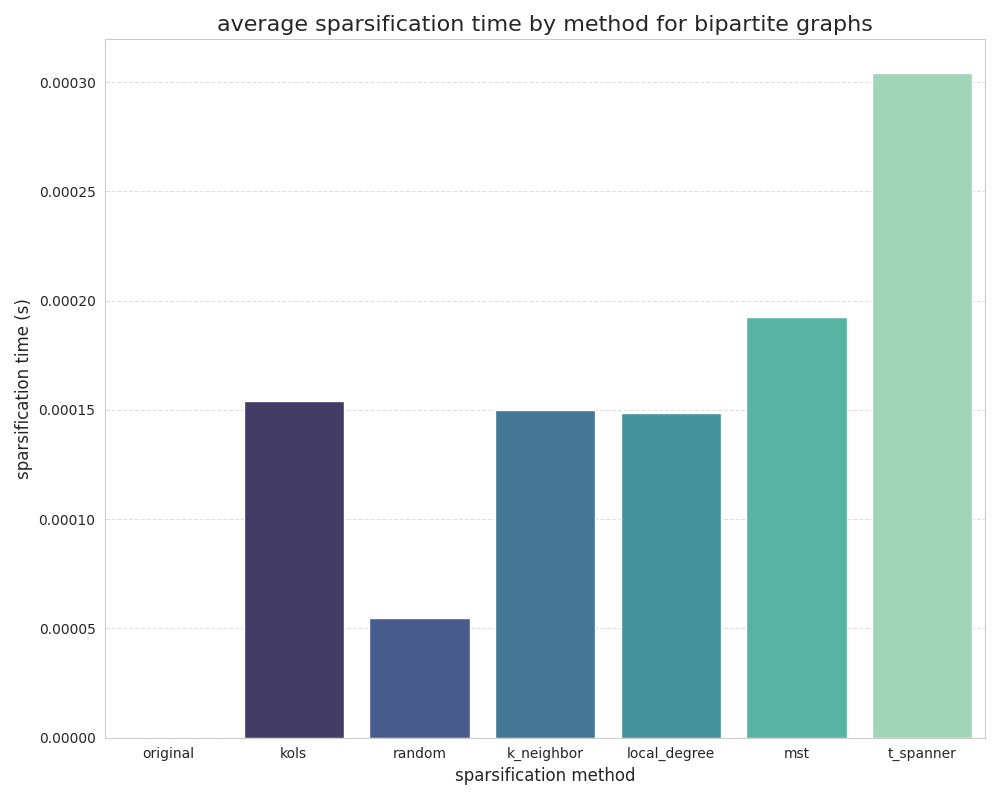 average sparsification time by method for bipartite graphs
sparsification time (s)
0.00030
0.00025
0.00020
0.00015
0.00010
0.00005
0.00000
original kols random k_neighbor local_degree mst t_spanner
sparsification method